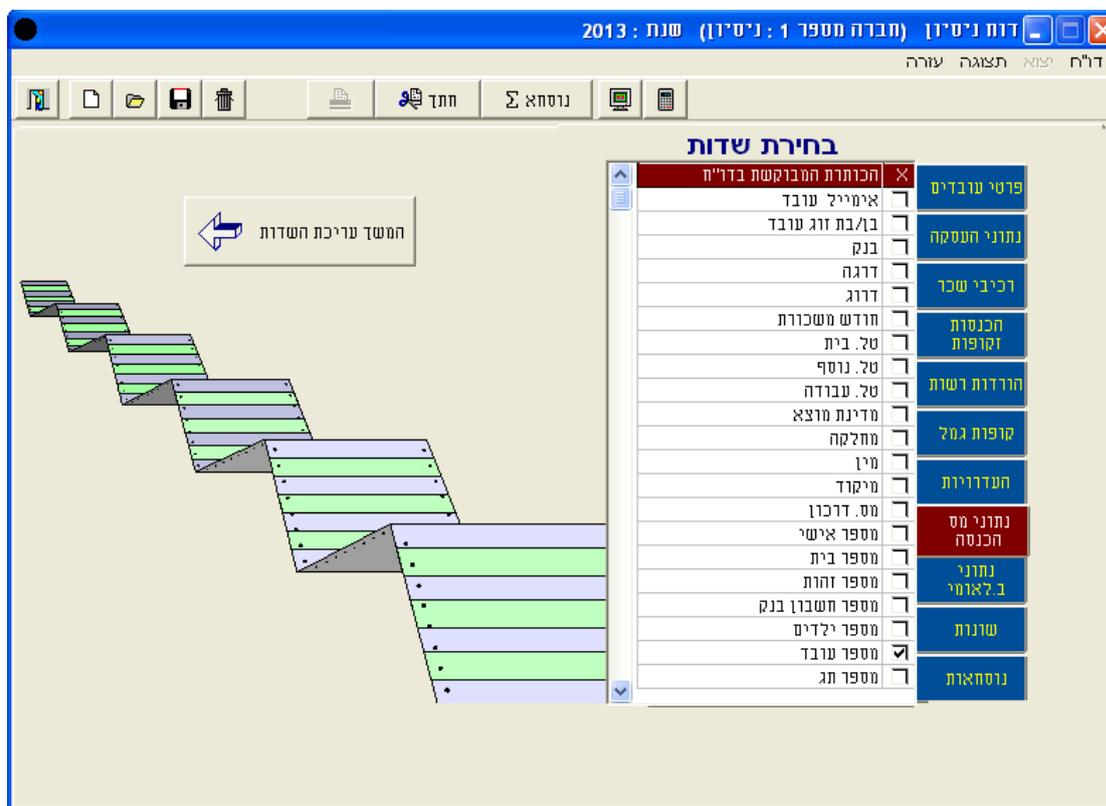 דוח ניסיון (חברה מספר 1 : ניסיון) שנת : 2013
דו"ח יצוא תצוגה עזרה
נוסחא Σ חתך
בחירת שדות
X הכותרת המבוקשת בדו"ח
אימייל עובד
בן/בת זוג עובד
בנק
דרגה
דרוג
חודש משכורת
טל. בית
טל. נוסף
טל. עבודה
מדינת מוצא
מחלקה
מין
מיקוד
מס. דרכון
מספר אישי
מספר בית
מספר זהות
מספר חשבון בנק
מספר ילדים
מספר עובד
מספר תג
פרטי עובדים
נתוני העסקה
רכיבי שכר
הכנסות
זקופות
הורדות רשות
קופות גמל
העדרויות
נתוני מס
הכנסה
נתוני
ב.לאומי
שונות
נוסחאות
המשך עריכת השדות